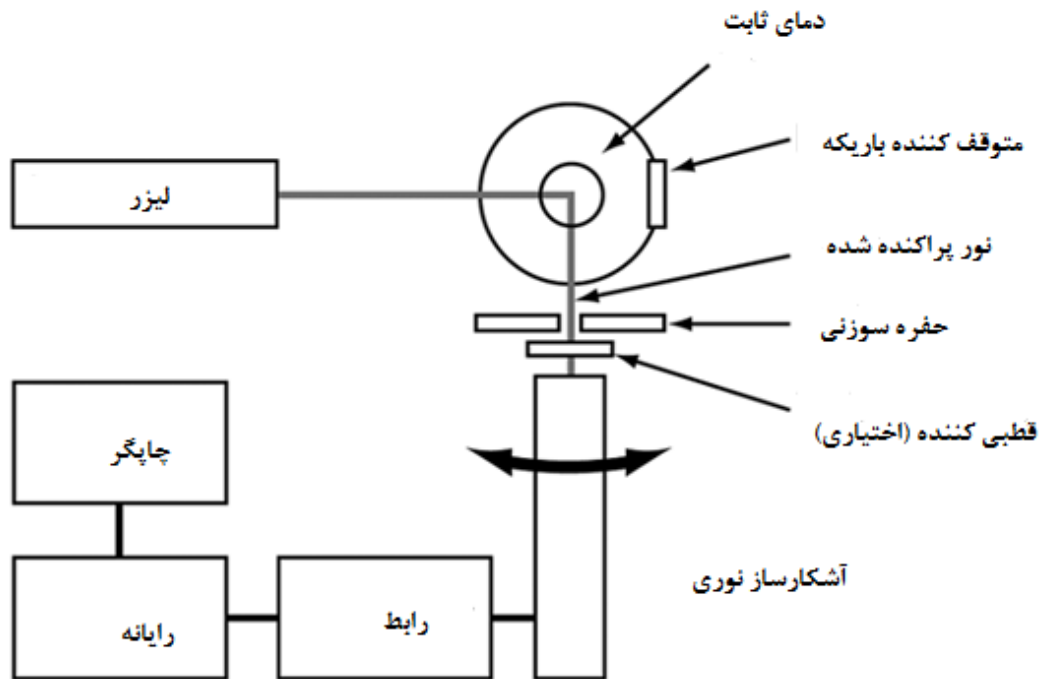 دمای ثابت
متوقف کننده باریکه
لیزر
نور پراکنده شده
حفره سوزنی
قطبی کننده (اختیاری)
چاپگر
آشکارساز نوری
رابط
رایانه